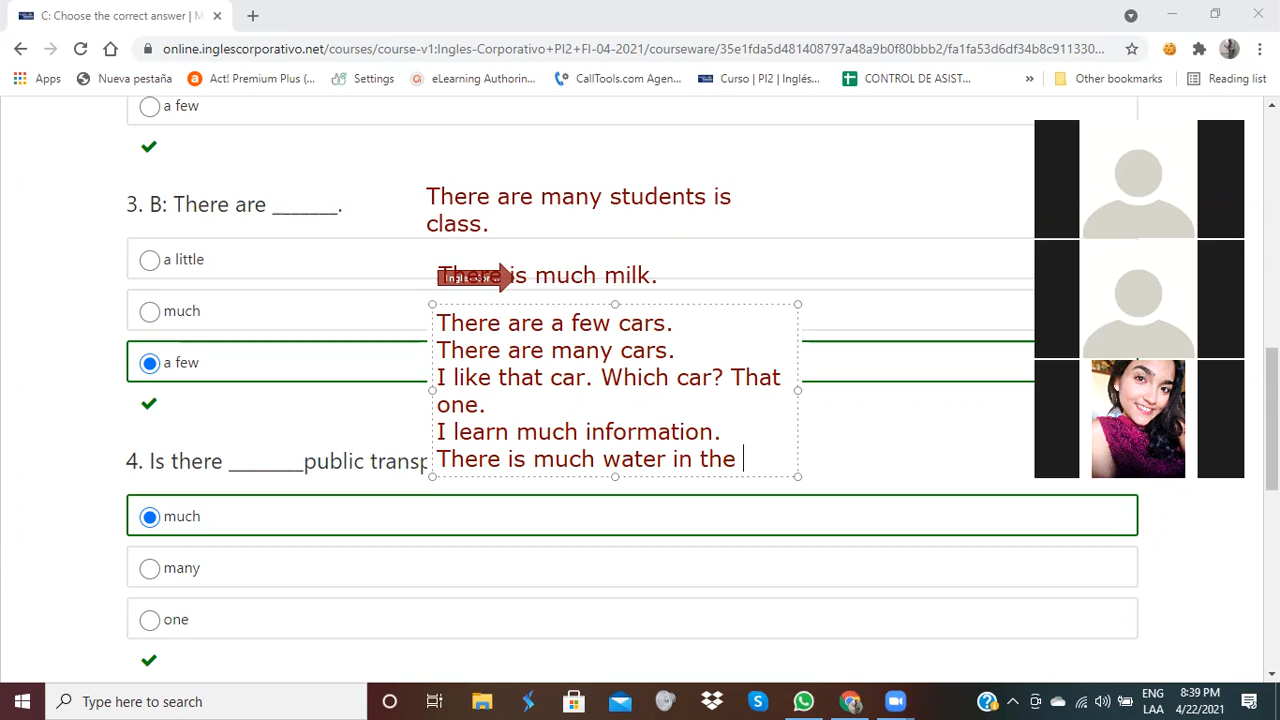 C: Choose the correct answer | M
online.inglescorporativo.net/courses/course-v1:Ingles-Corporativo+PI2+FI-04-2021/courseware/35e1fda5d481408797a48a9b0f80bbb2/fa1fa53d6df34b8c911330...
Apps Nueva pestaña Act! Premium Plus (... Settings eLearning Authorin... CallTools.com Agen... Curso | PI2 | Inglés... CONTROL DE ASIST... » Other bookmarks Reading list
a few
3. B: There are _______.
There are many students is
class.
a little
There is much milk.
much
There are a few cars.
There are many cars.
a few
I like that car. Which car? That
one.
I learn much information.
There is much water in the
4. Is there ________public transp
much
many
one
Type here to search
ENG
LAA
8:39 PM
4/22/2021